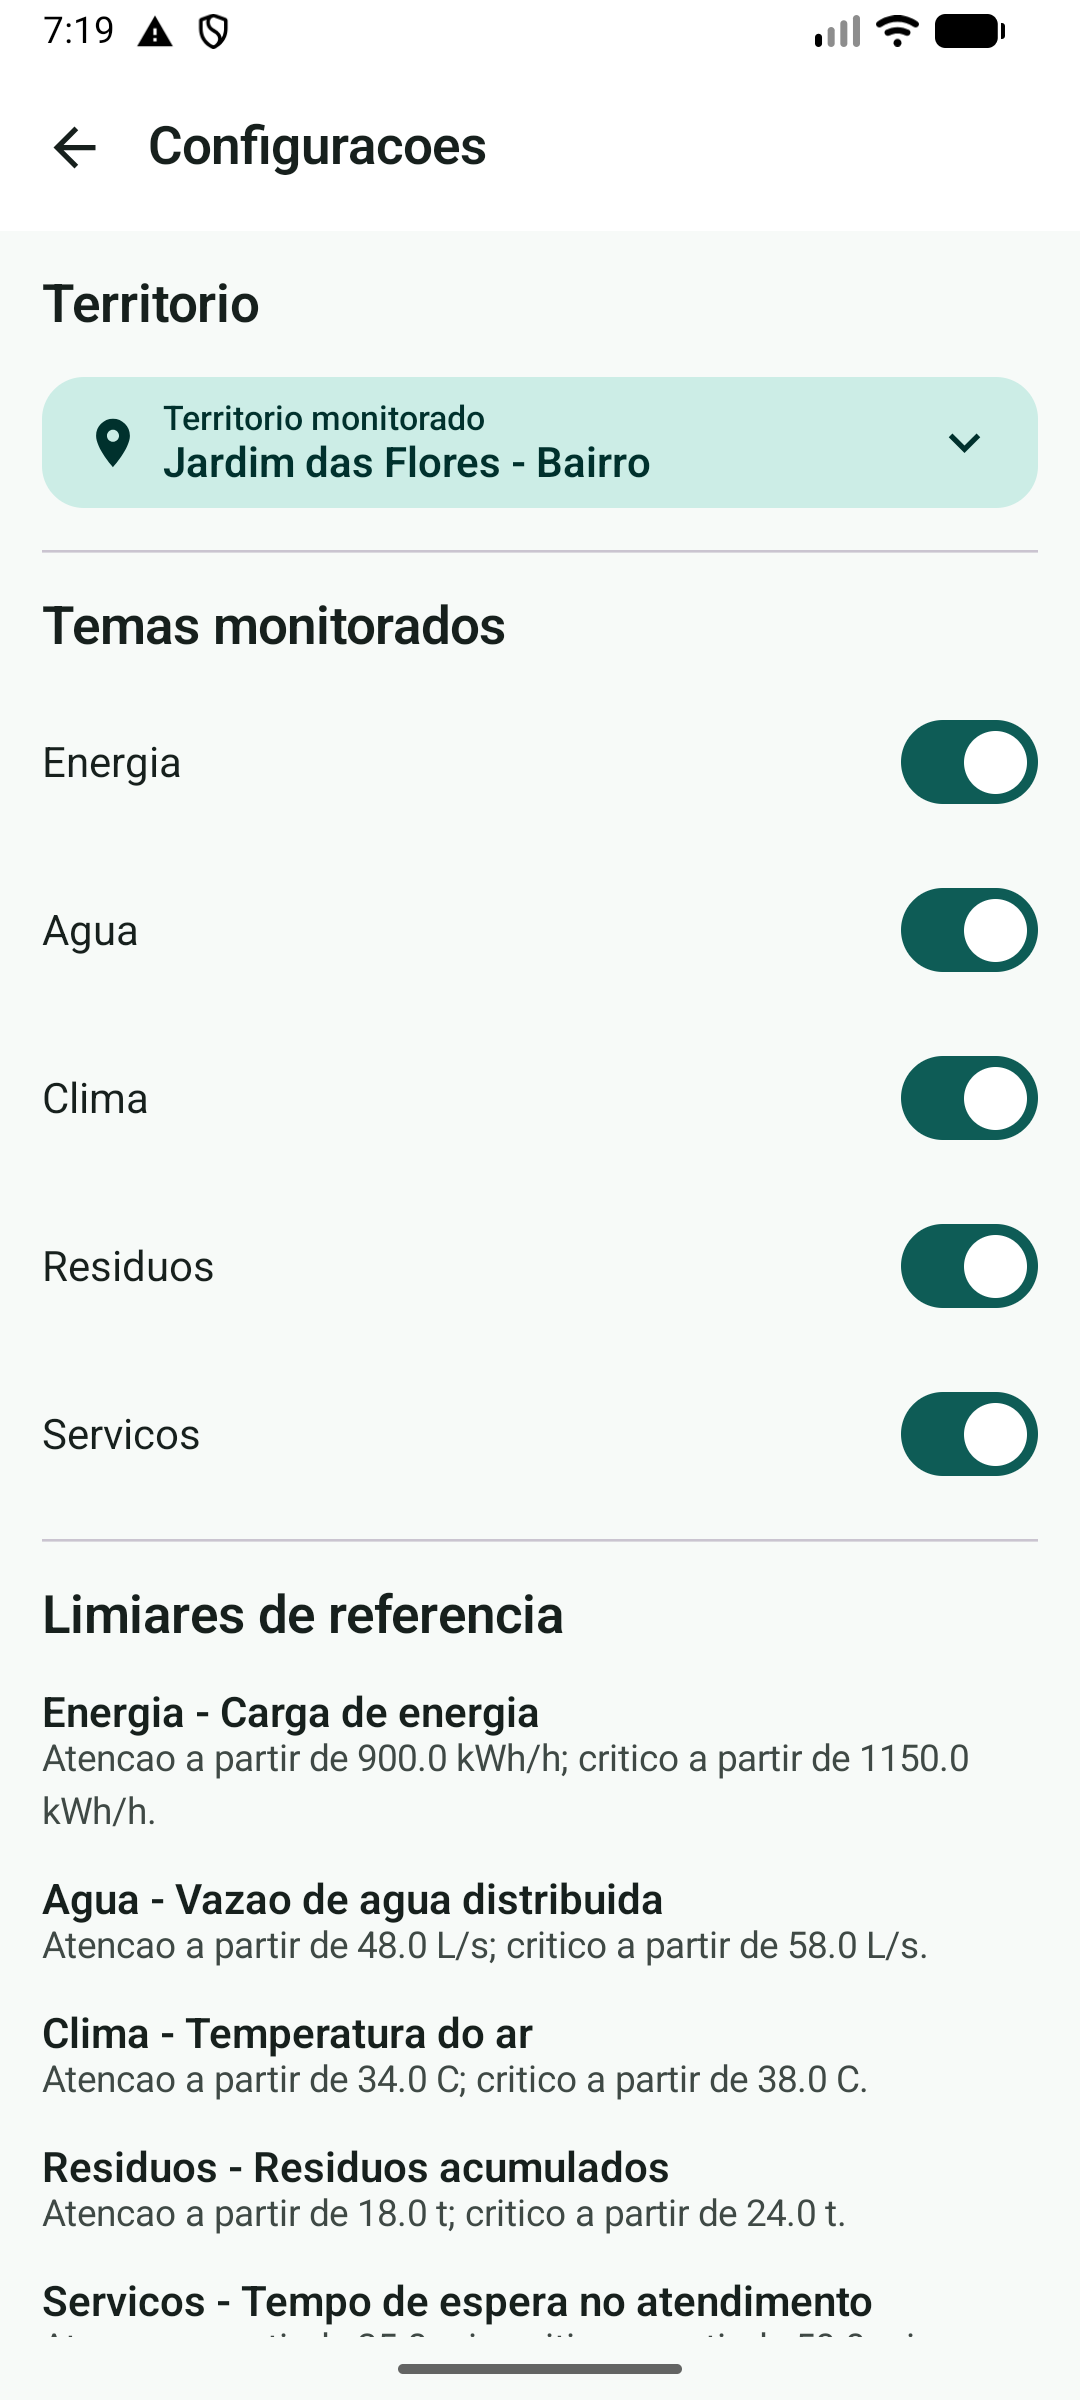 7:19
Configuracoes
Territorio
Territorio monitorado
Jardim das Flores - Bairro
Temas monitorados
Energia
Agua
Clima
Residuos
Servicos
Limiares de referencia
Energia - Carga de energia
Atencao a partir de 900.0 kWh/h; critico a partir de 1150.0
kWh/h.
Agua - Vazao de agua distribuida
Atencao a partir de 48.0 L/s; critico a partir de 58.0 L/s.
Clima - Temperatura do ar
Atencao a partir de 34.0 C; critico a partir de 38.0 C.
Residuos - Residuos acumulados
Atencao a partir de 18.0 t; critico a partir de 24.0 t.
Servicos - Tempo de espera no atendimento